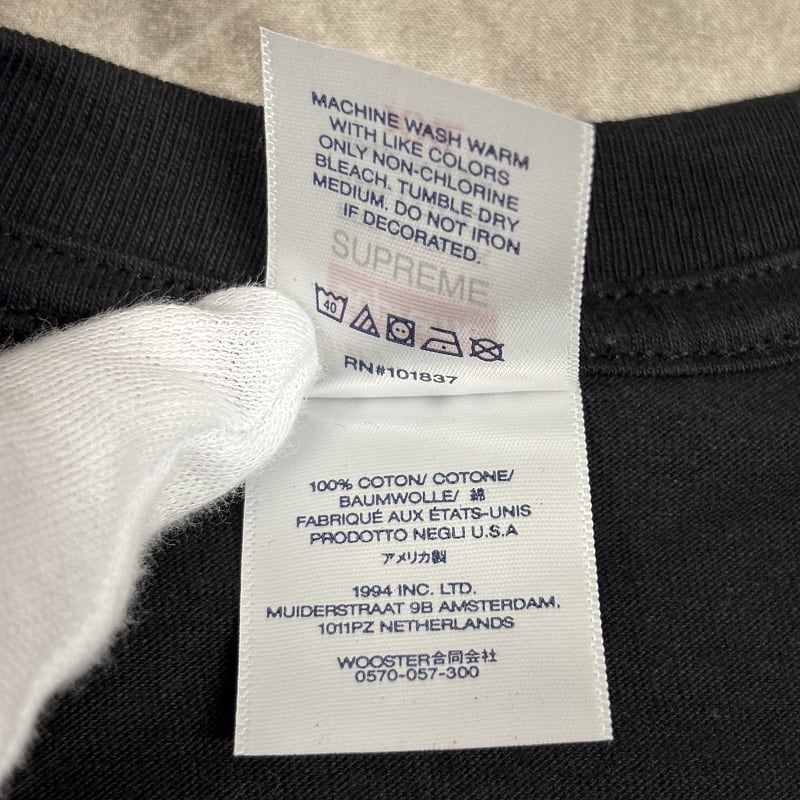 MACHINE WASH WARM
WITH LIKE COLORS
ONLY NON-CHLORINE
BLEACH. TUMBLE DRY
MEDIUM. DO NOT IRON
IF DECORATED.
SUPREME
40
RN#101837
100% COTON/ COTONE/
BAUMWOLLE/ 綿
FABRIQUÉ AUX ÉTATS-UNIS
PRODOTTO NEGLI U.S.A
アメリカ製
1994 INC. LTD.
MUIDERSTRAAT 9B AMSTERDAM,
1011PZ NETHERLANDS
WOOSTER合同会社
0570-057-300